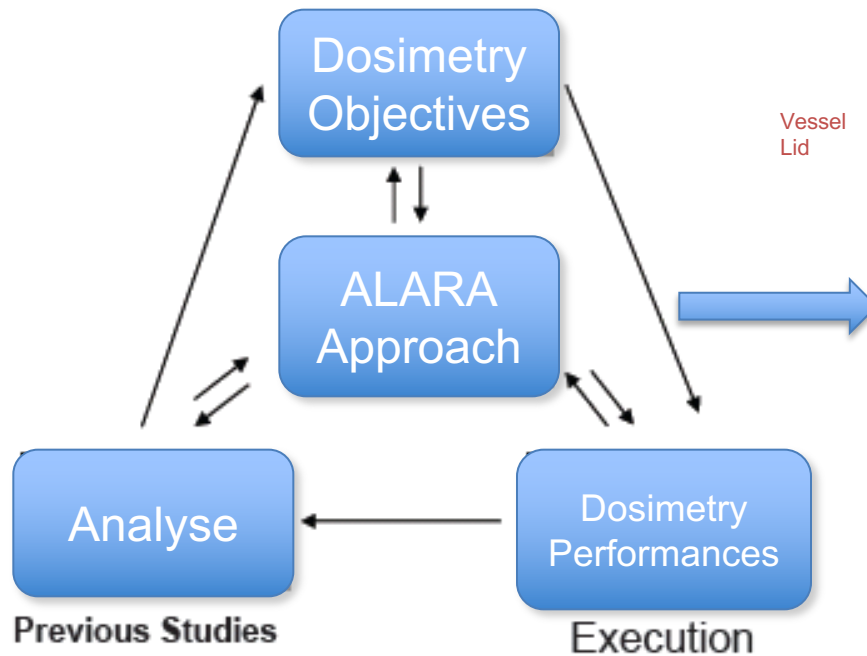 Dosimetry
Objectives
Vessel
Lid
ALARA
Approach
Analyse
Dosimetry
Performances
Previous Studies
Execution